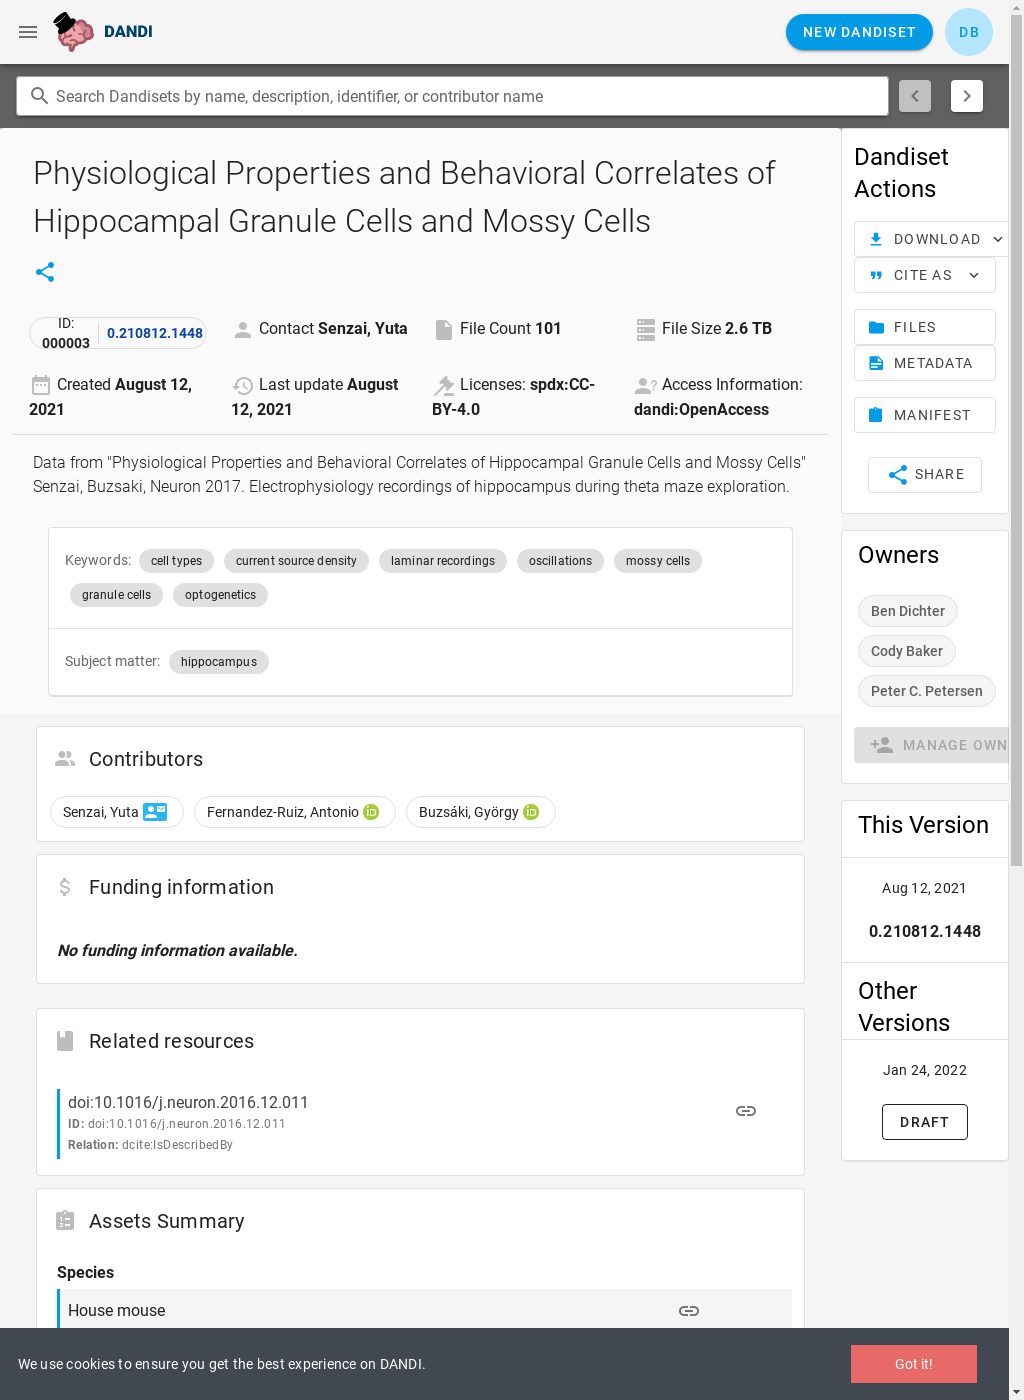 DANDI
NEW DANDISET
DB
Search Dandisets by name, description, identifier, or contributor name
Physiological Properties and Behavioral Correlates of
Hippocampal Granule Cells and Mossy Cells
ID:
000003
0.210812.1448
Contact Senzai, Yuta
File Count 101
File Size 2.6 TB
Created August 12,
2021
Last update August
12, 2021
Licenses: spdx:CC-
BY-4.0
Access Information:
dandi:OpenAccess
Data from "Physiological Properties and Behavioral Correlates of Hippocampal Granule Cells and Mossy Cells"
Senzai, Buzsaki, Neuron 2017. Electrophysiology recordings of hippocampus during theta maze exploration.
Keywords: cell types current source density laminar recordings oscillations mossy cells
granule cells optogenetics
Subject matter: hippocampus
Contributors
Senzai, Yuta Fernandez-Ruiz, Antonio iD Buzsáki, György iD
Funding information
No funding information available.
Related resources
doi:10.1016/j.neuron.2016.12.011
ID: doi:10.1016/j.neuron.2016.12.011
Relation: dcite:IsDescribedBy
Assets Summary
Species
House mouse
Dandiset
Actions
DOWNLOAD
CITE AS
FILES
METADATA
MANIFEST
SHARE
Owners
Ben Dichter
Cody Baker
Peter C. Petersen
MANAGE OWN
This Version
Aug 12, 2021
0.210812.1448
Other
Versions
Jan 24, 2022
DRAFT
We use cookies to ensure you get the best experience on DANDI.
Got it!